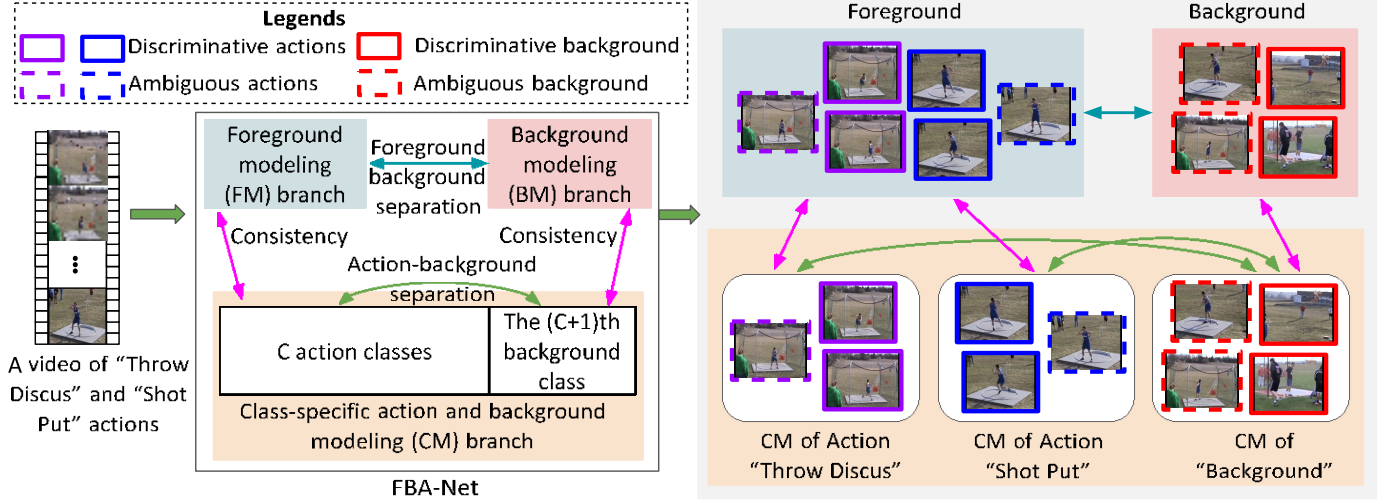 Legends
Discriminative actions
Discriminative background
Ambiguous actions
Ambiguous background
A video of “Throw
Discus” and “Shot
Put” actions
Foreground
modeling
(FM) branch
Foreground
background
separation
Background
modeling
(BM) branch
Consistency
Consistency
Action-background
separation
C action classes
The (C+1)th
background
class
Class-specific action and background
modeling (CM) branch
FBA-Net
Foreground
Background
CM of Action
“Throw Discus”
CM of Action
“Shot Put”
CM of
“Background”